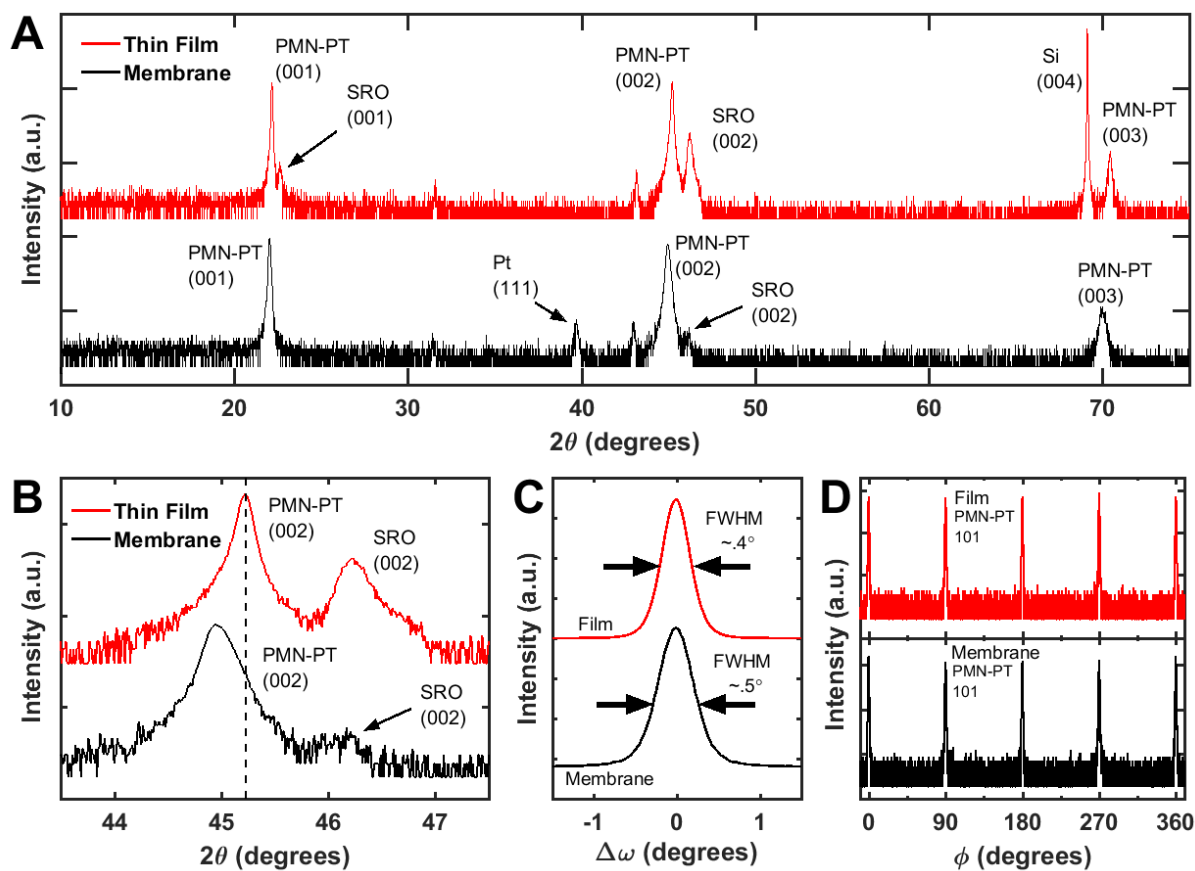 A
Thin Film
Membrane
PMN-PT
(001)
SRO
(001)
PMN-PT
(002)
SRO
(002)
Si
(004)
PMN-PT
(003)
PMN-PT
(001)
Pt
(111)
PMN-PT
(002)
SRO
(002)
PMN-PT
(003)
Intensity (a.u.)
Intensity (a.u.)
10 20 30 40 50 60 70
2θ (degrees)
B
Thin Film
Membrane
PMN-PT
(002)
SRO
(002)
PMN-PT
(002)
SRO
(002)
Intensity (a.u.)
Intensity (a.u.)
44 45 46 47
2θ (degrees)
C
FWHM
~.4°
Film
FWHM
~.5°
Membrane
Intensity (a.u.)
-1 0 1
Δω (degrees)
D
Film
PMN-PT
101
Membrane
PMN-PT
101
Intensity (a.u.)
0 90 180 270 360
ϕ (degrees)